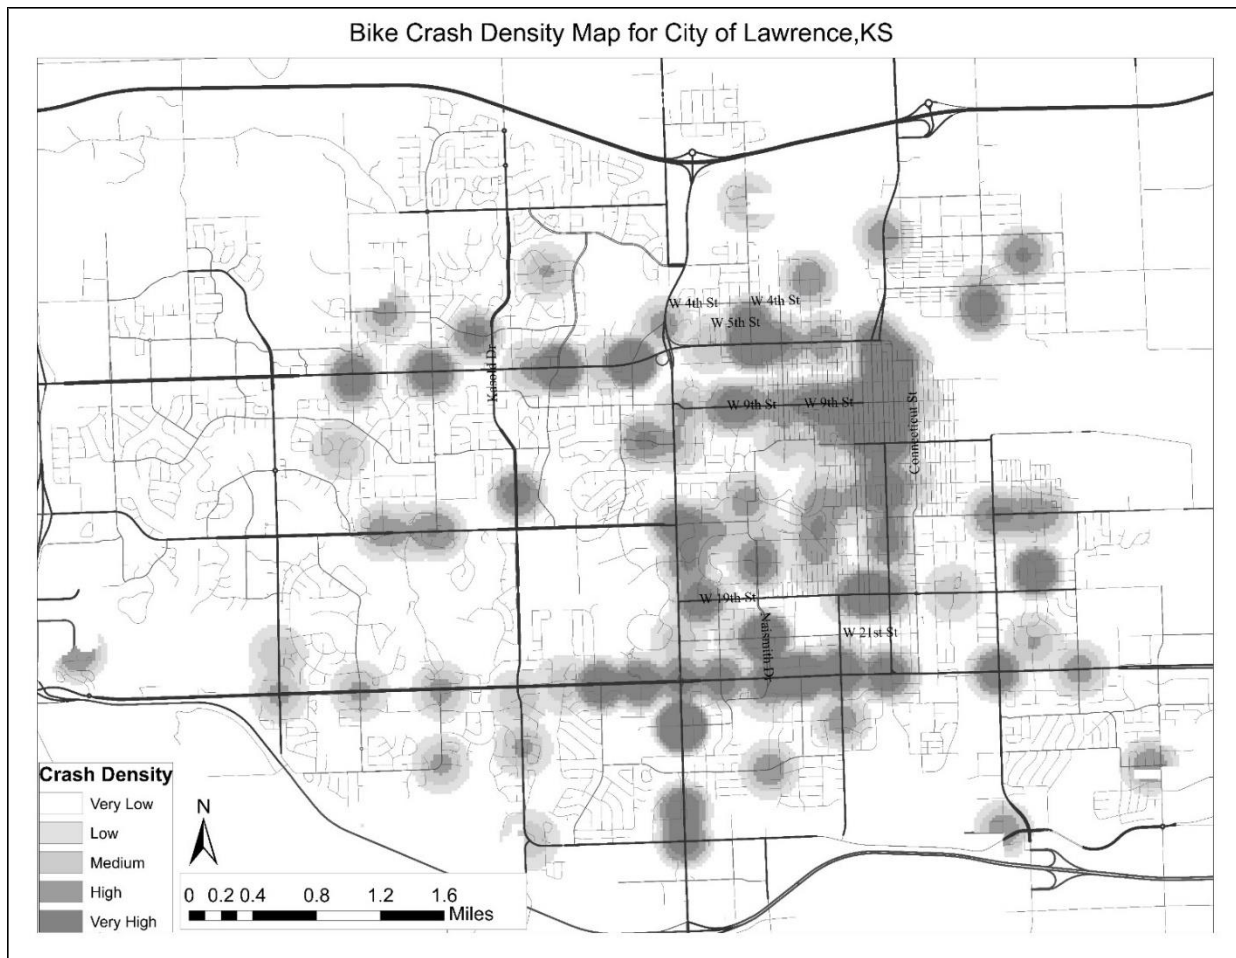 Bike Crash Density Map for City of Lawrence,KS
W 4th St W 4th St
W 5th St
Kasold Dr
W 9th St W 9th St
Connecticut St
W 19th St
Naismith Dr
W 21st St
Crash Density
Very Low
Low
Medium
High
Very High
N
0 0.2 0.4 0.8 1.2 1.6
Miles